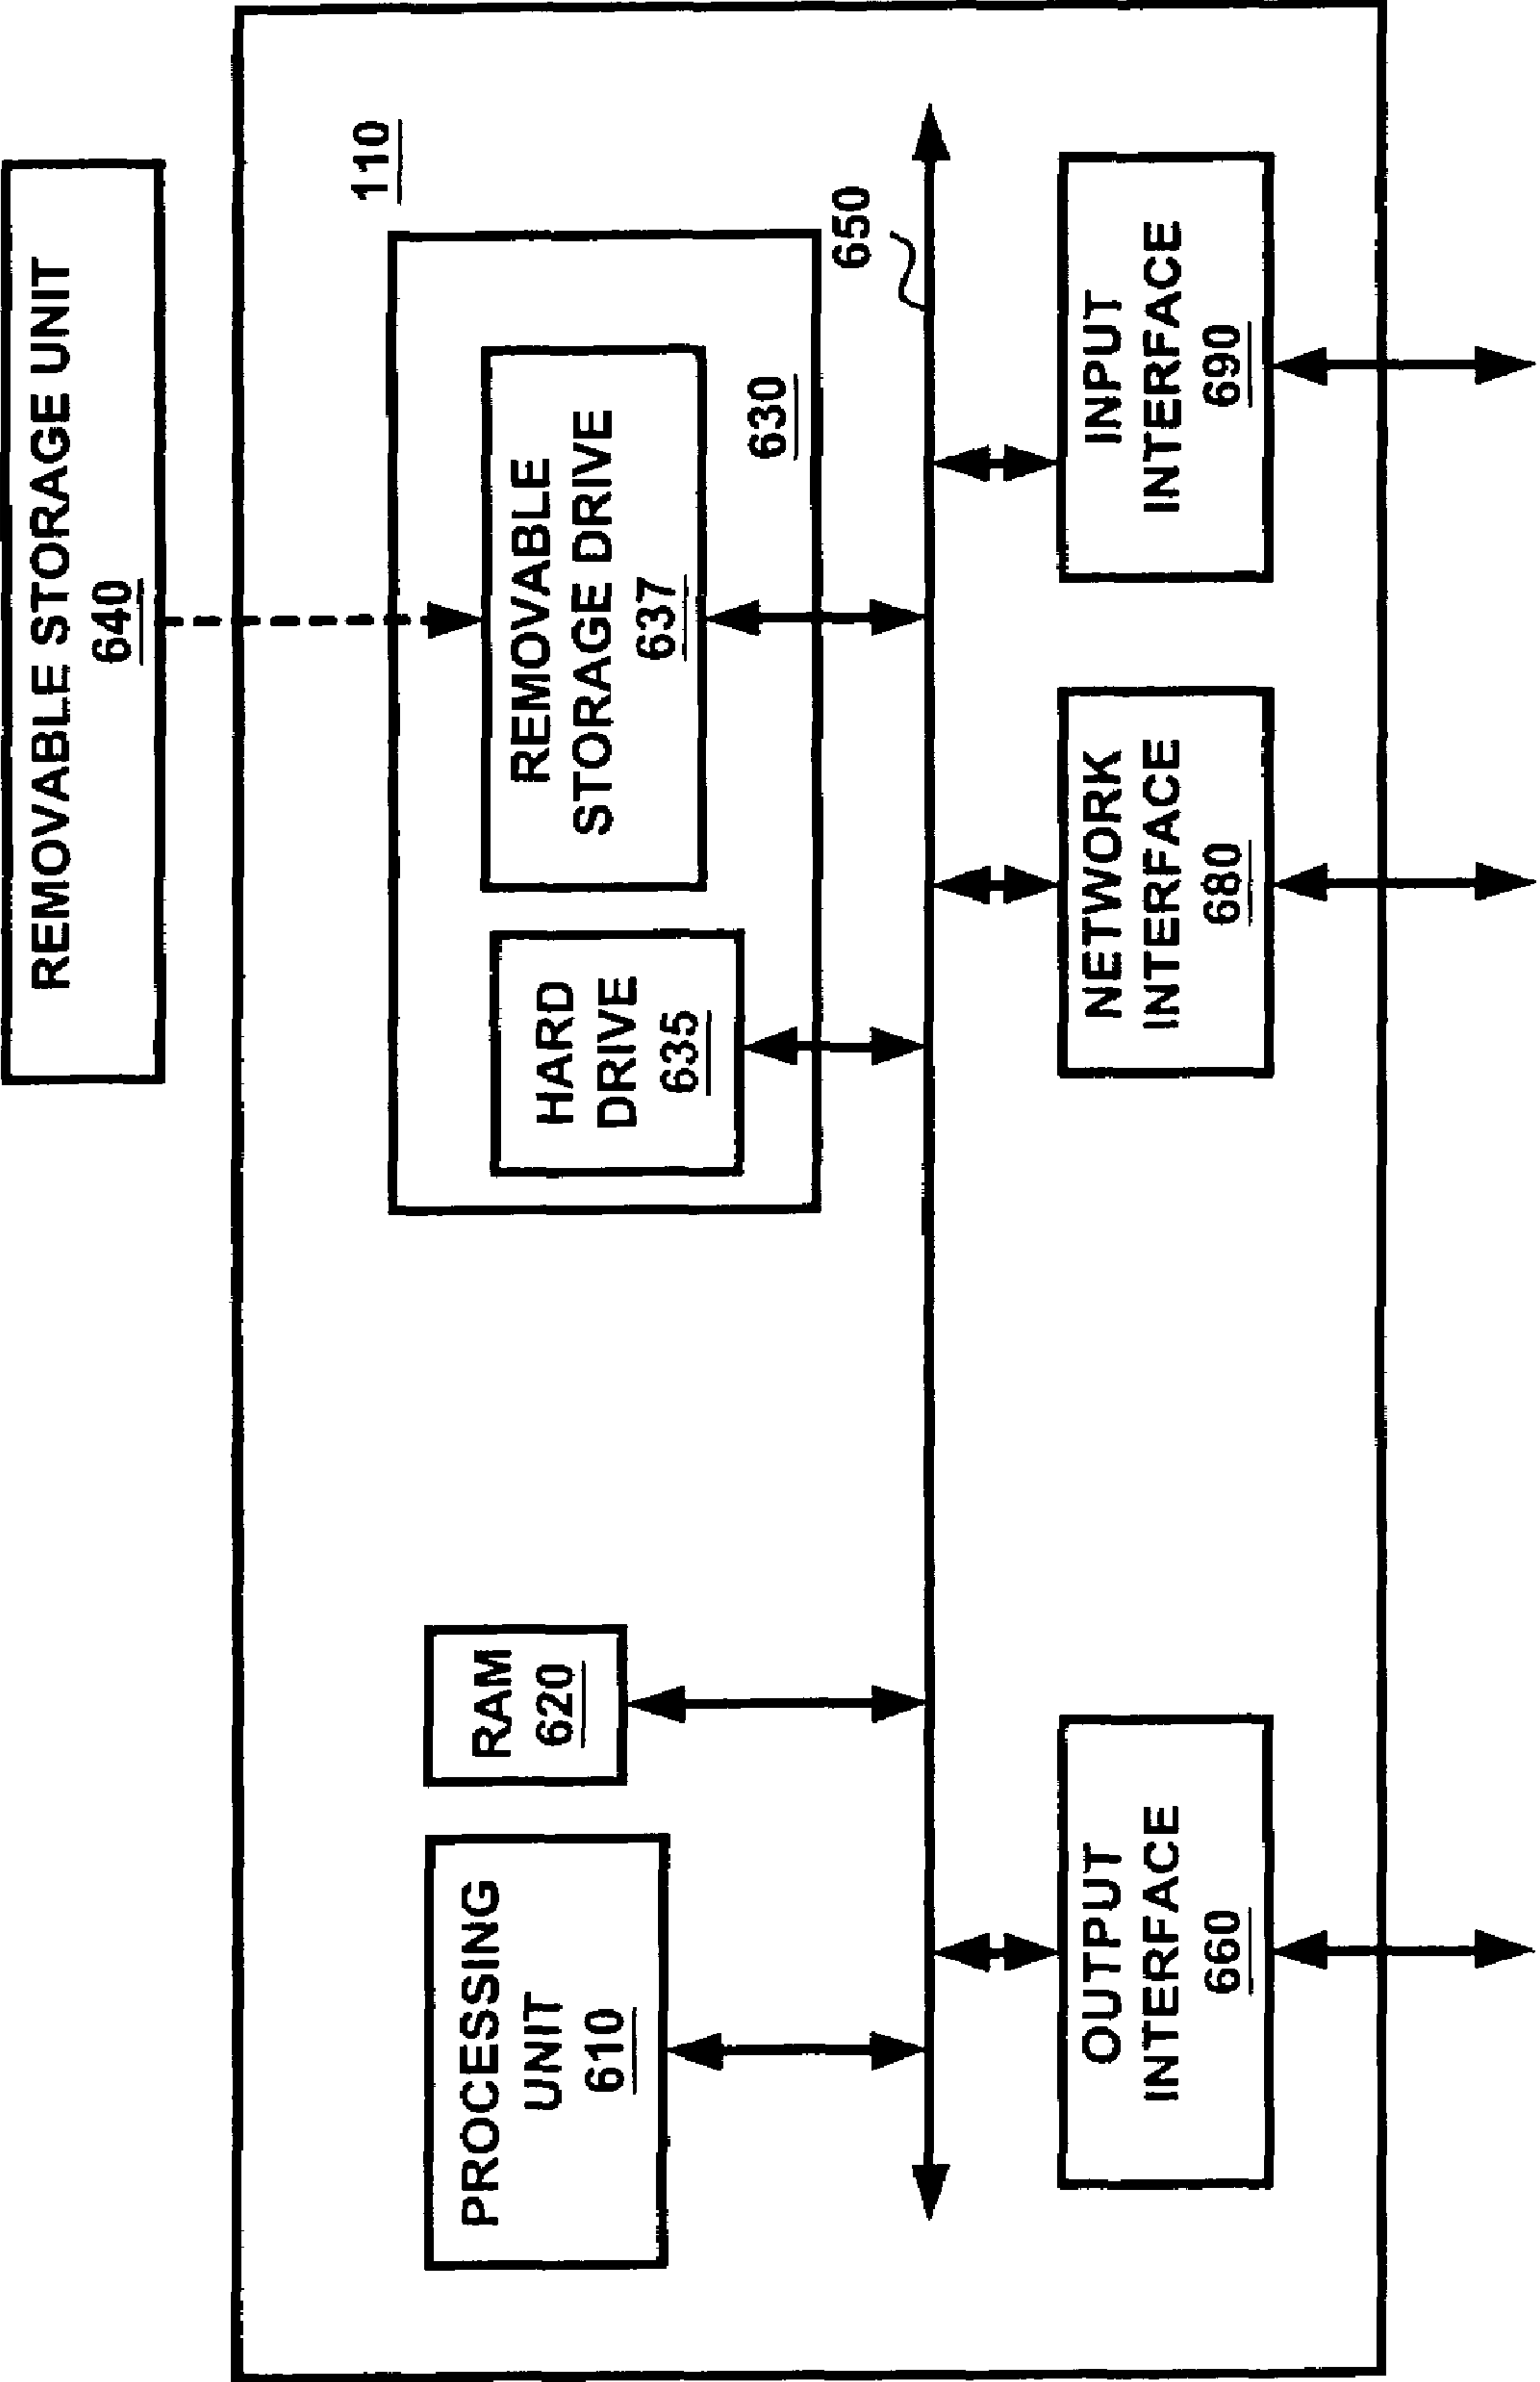 REMOVABLE STORAGE UNIT
640
110
PROCESSING
UNIT
610
RAM
620
HARD
DRIVE
635
REMOVABLE
STORAGE DRIVE
637
630
650
OUTPUT
INTERFACE
660
NETWORK
INTERFACE
680
INPUT
INTERFACE
690